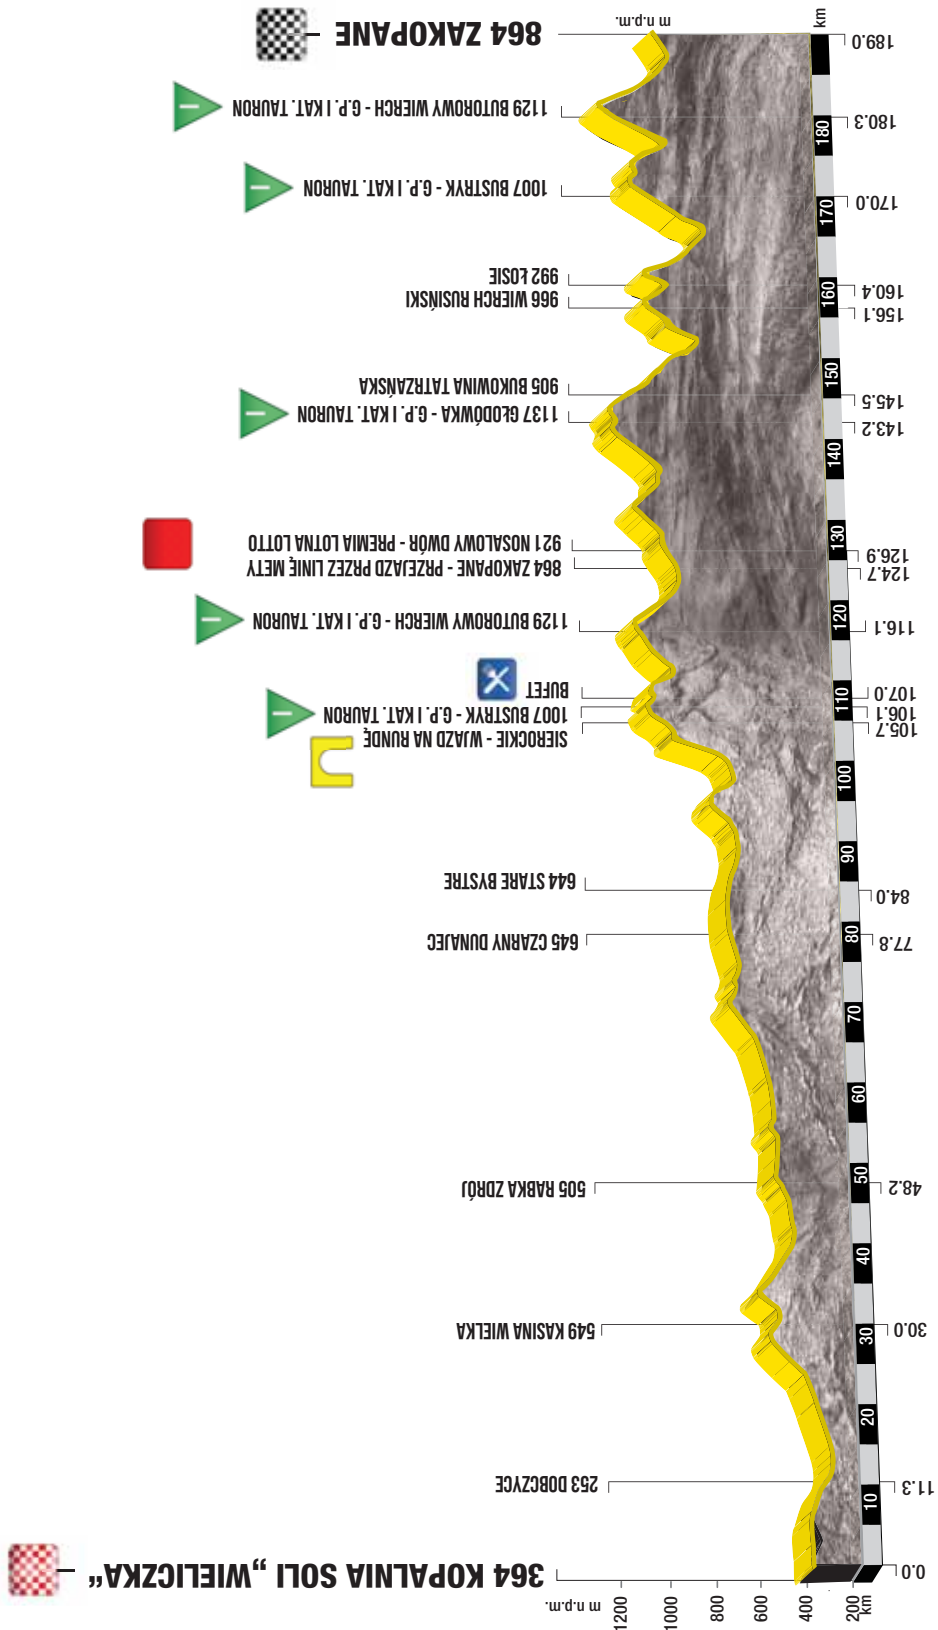 864 ZAKOPANE
m n.p.m.
km
189.0
1129 BUTOROWY WIERCH - G.P. I KAT. TAURON
180.3
180
1007 BUSTRYK - G.P. I KAT. TAURON
170.0
170
992 ŁOSIE
160.4
160
966 WIERCH RUSIŃSKI
156.1
150
905 BUKOWINA TATRZAŃSKA
145.5
1137 GŁODÓWKA - G.P. I KAT. TAURON
143.2
140
921 NOSALOWY DWÓR - PREMIA LOTNA LOTTO
130
126.9
864 ZAKOPANE - PRZEJAZD PRZEZ LINIĘ METY
124.7
120
1129 BUTOROWY WIERCH - G.P. I KAT. TAURON
116.1
BUFET
110
107.0
1007 BUSTRYK - G.P. I KAT. TAURON
106.1
SIEROCKIE - WJAZD NA RUNDĘ
105.7
100
90
644 STARE BYSTRE
84.0
645 CZARNY DUNAJEC
80
77.8
70
60
505 RABKA ZDRÓJ
50
48.2
40
549 KASINA WIELKA
30
30.0
20
253 DOBCZYCE
11.3
10
364 KOPALNIA SOLI „WIELICZKA“
0.0
m n.p.m.
1200
1000
800
600
400
200
km